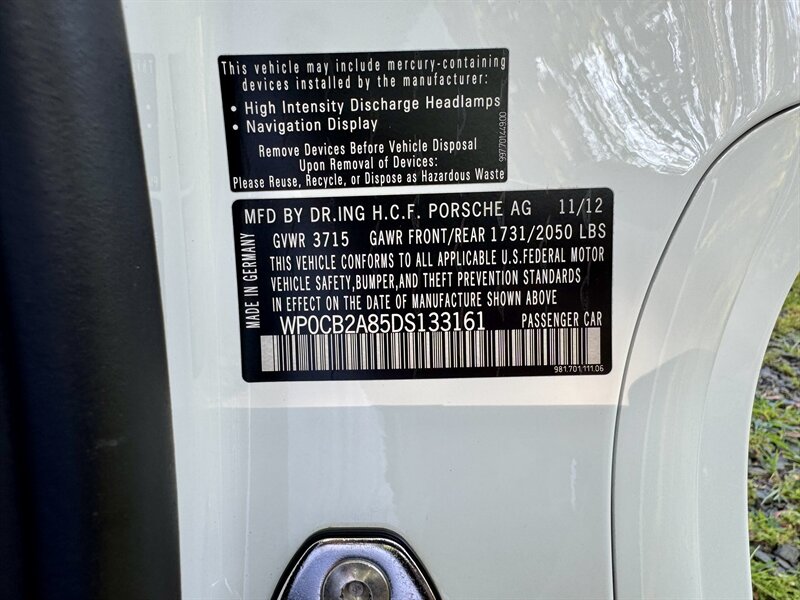 This vehicle may include mercury-containing
devices installed by the manufacturer:
• High Intensity Discharge Headlamps
• Navigation Display
Remove Devices Before Vehicle Disposal
Upon Removal of Devices:
Please Reuse, Recycle, or Dispose as Hazardous Waste
997.701.449.00
MFD BY DR.ING H.C.F. PORSCHE AG 11/12
GVWR 3715 GAWR FRONT/REAR 1731/2050 LBS
THIS VEHICLE CONFORMS TO ALL APPLICABLE U.S.FEDERAL MOTOR
VEHICLE SAFETY,BUMPER,AND THEFT PREVENTION STANDARDS
IN EFFECT ON THE DATE OF MANUFACTURE SHOWN ABOVE
WP0CB2A85DS133161 PASSENGER CAR
981.701.111.06
MADE IN GERMANY